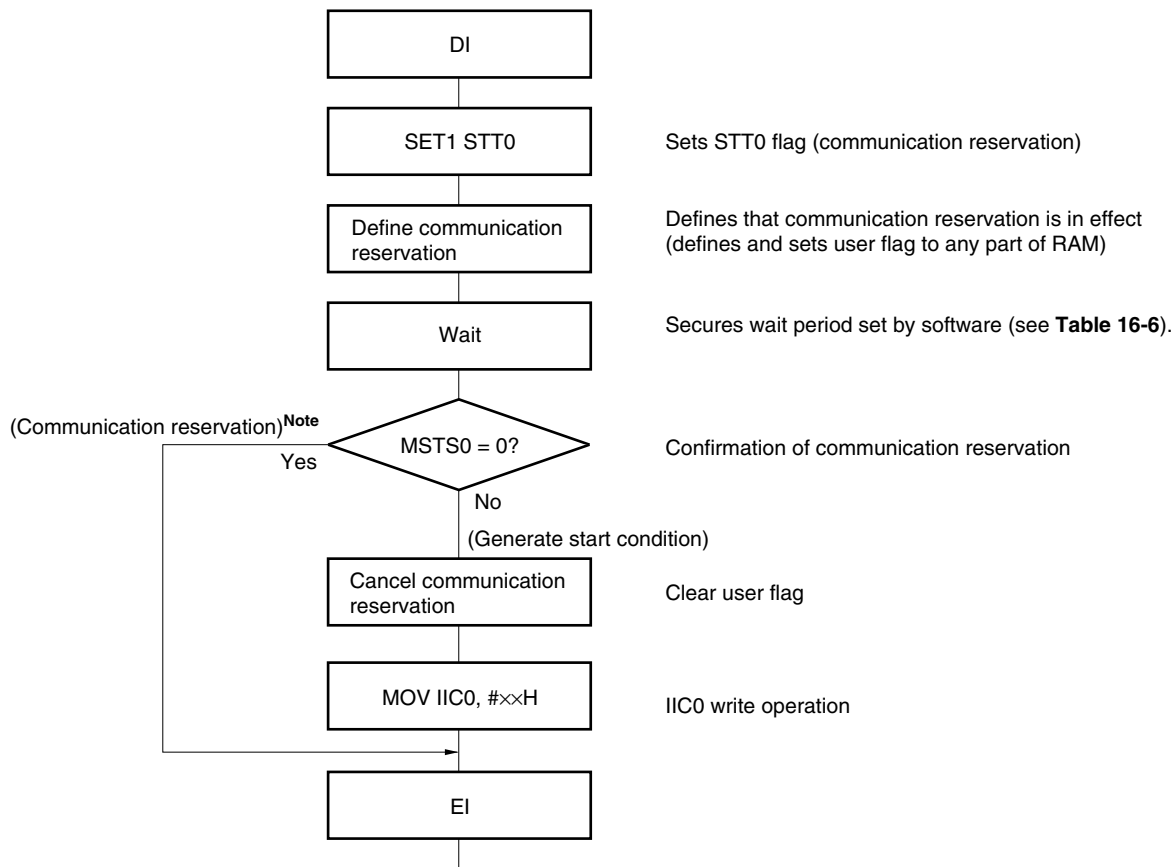 DI
SET1 STT0
Sets STT0 flag (communication reservation)
Define communication
reservation
Defines that communication reservation is in effect
(defines and sets user flag to any part of RAM)
Wait
Secures wait period set by software (see Table 16-6).
(Communication reservation)Note
Yes
MSTS0 = 0?
Confirmation of communication reservation
No
(Generate start condition)
Cancel communication
reservation
Clear user flag
MOV IIC0, #××H
IIC0 write operation
EI